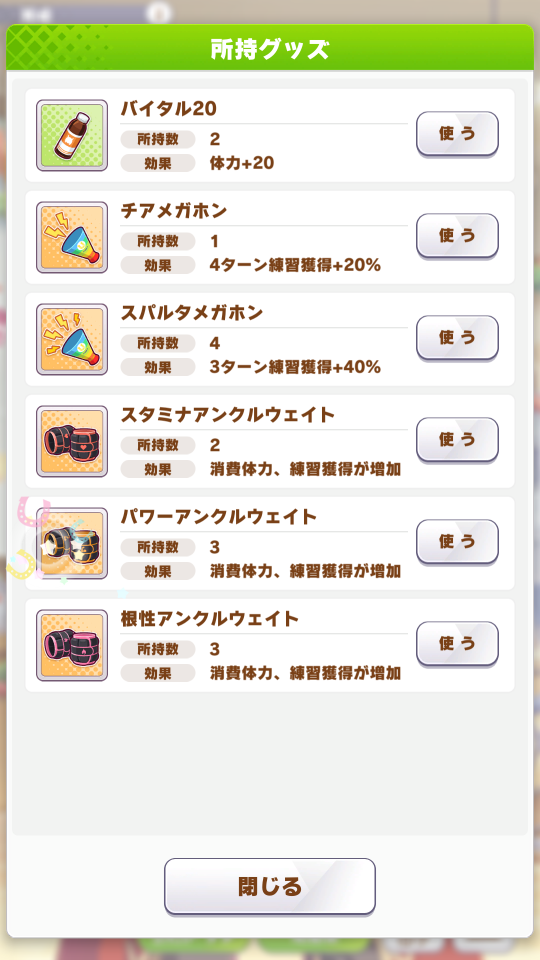 所持グッズ
バイタル20
所持数 2
効果 体力+20
使う
チアメガホン
所持数 1
効果 4ターン練習獲得+20%
使う
スパルタメガホン
所持数 4
効果 3ターン練習獲得+40%
使う
スタミナアンクルウェイト
所持数 2
効果 消費体力、練習獲得が増加
使う
パワーアンクルウェイト
所持数 3
効果 消費体力、練習獲得が増加
使う
根性アンクルウェイト
所持数 3
効果 消費体力、練習獲得が増加
使う
閉じる